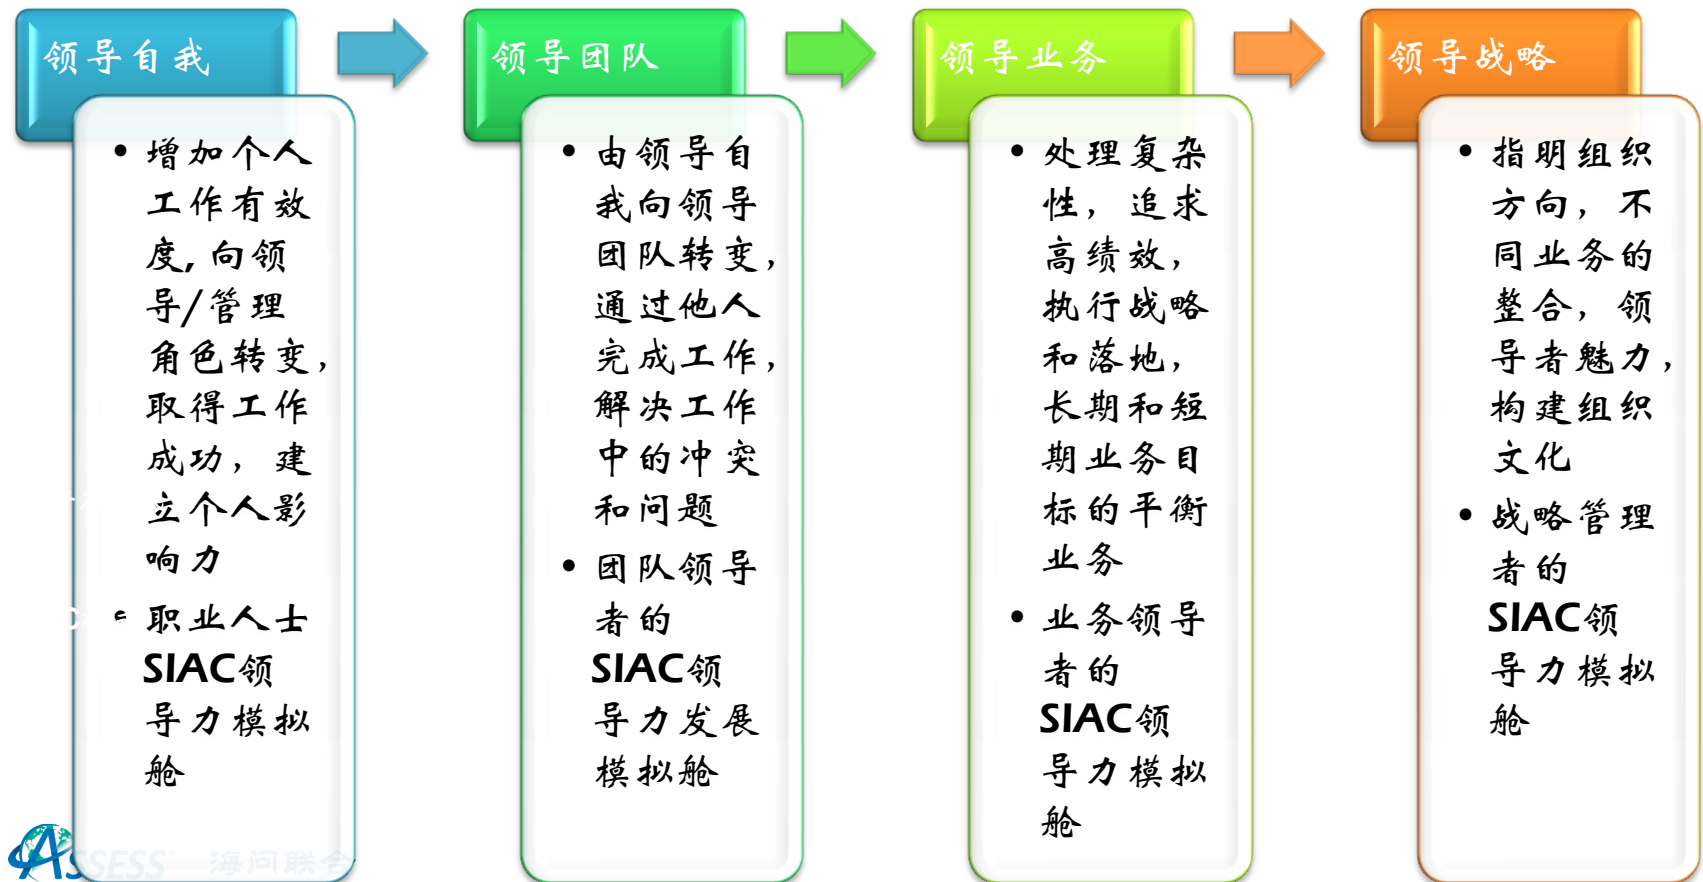 领导自我
• 增加个人
工作有效
度, 向领
导/管理
角色转变，
取得工作
成功，建
立个人影
响力
• 职业人士
SIAC领
导力模拟
舱
领导团队
• 由领导自
我向领导
团队转变，
通过他人
完成工作，
解决工作
中的冲突
和问题
• 团队领导
者的
SIAC领
导力发展
模拟舱
领导业务
• 处理复杂
性，追求
高绩效，
执行战略
和落地，
长期和短
期业务目
标的平衡
业务
• 业务领导
者的
SIAC领
导力模拟
舱
领导战略
• 指明组织
方向，不
同业务的
整合，领
导者魅力，
构建组织
文化
• 战略管理
者的
SIAC领
导力模拟
舱
ASSESS 海问联合